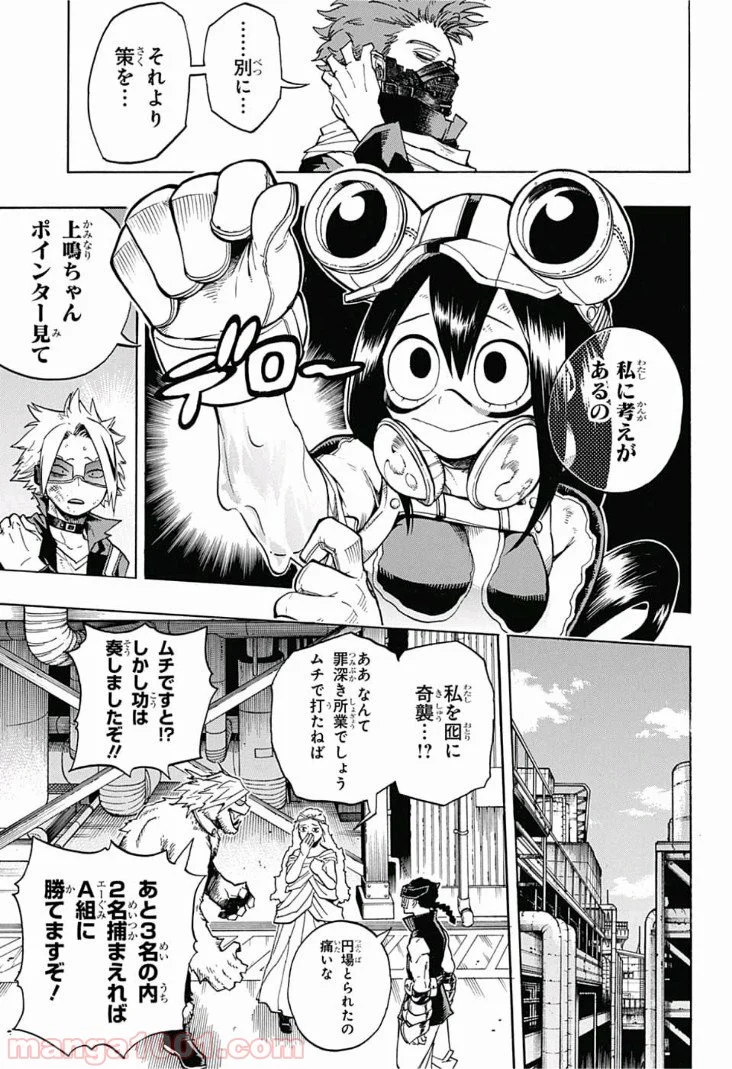 ………別に…
それより
策を…
私に考えが
あるの
デロー〜
上鳴ちゃん
ポインター見て
私を囮に
奇襲…!?
ああ なんて
罪深き所業でしょう
ムチで打たねば
ムチですと!?
しかし功は
奏しましたぞ!!
円場とられたの
痛いな
あと3名の内
2名捕まえれば
A組に
勝てますぞ!
manga1001.com